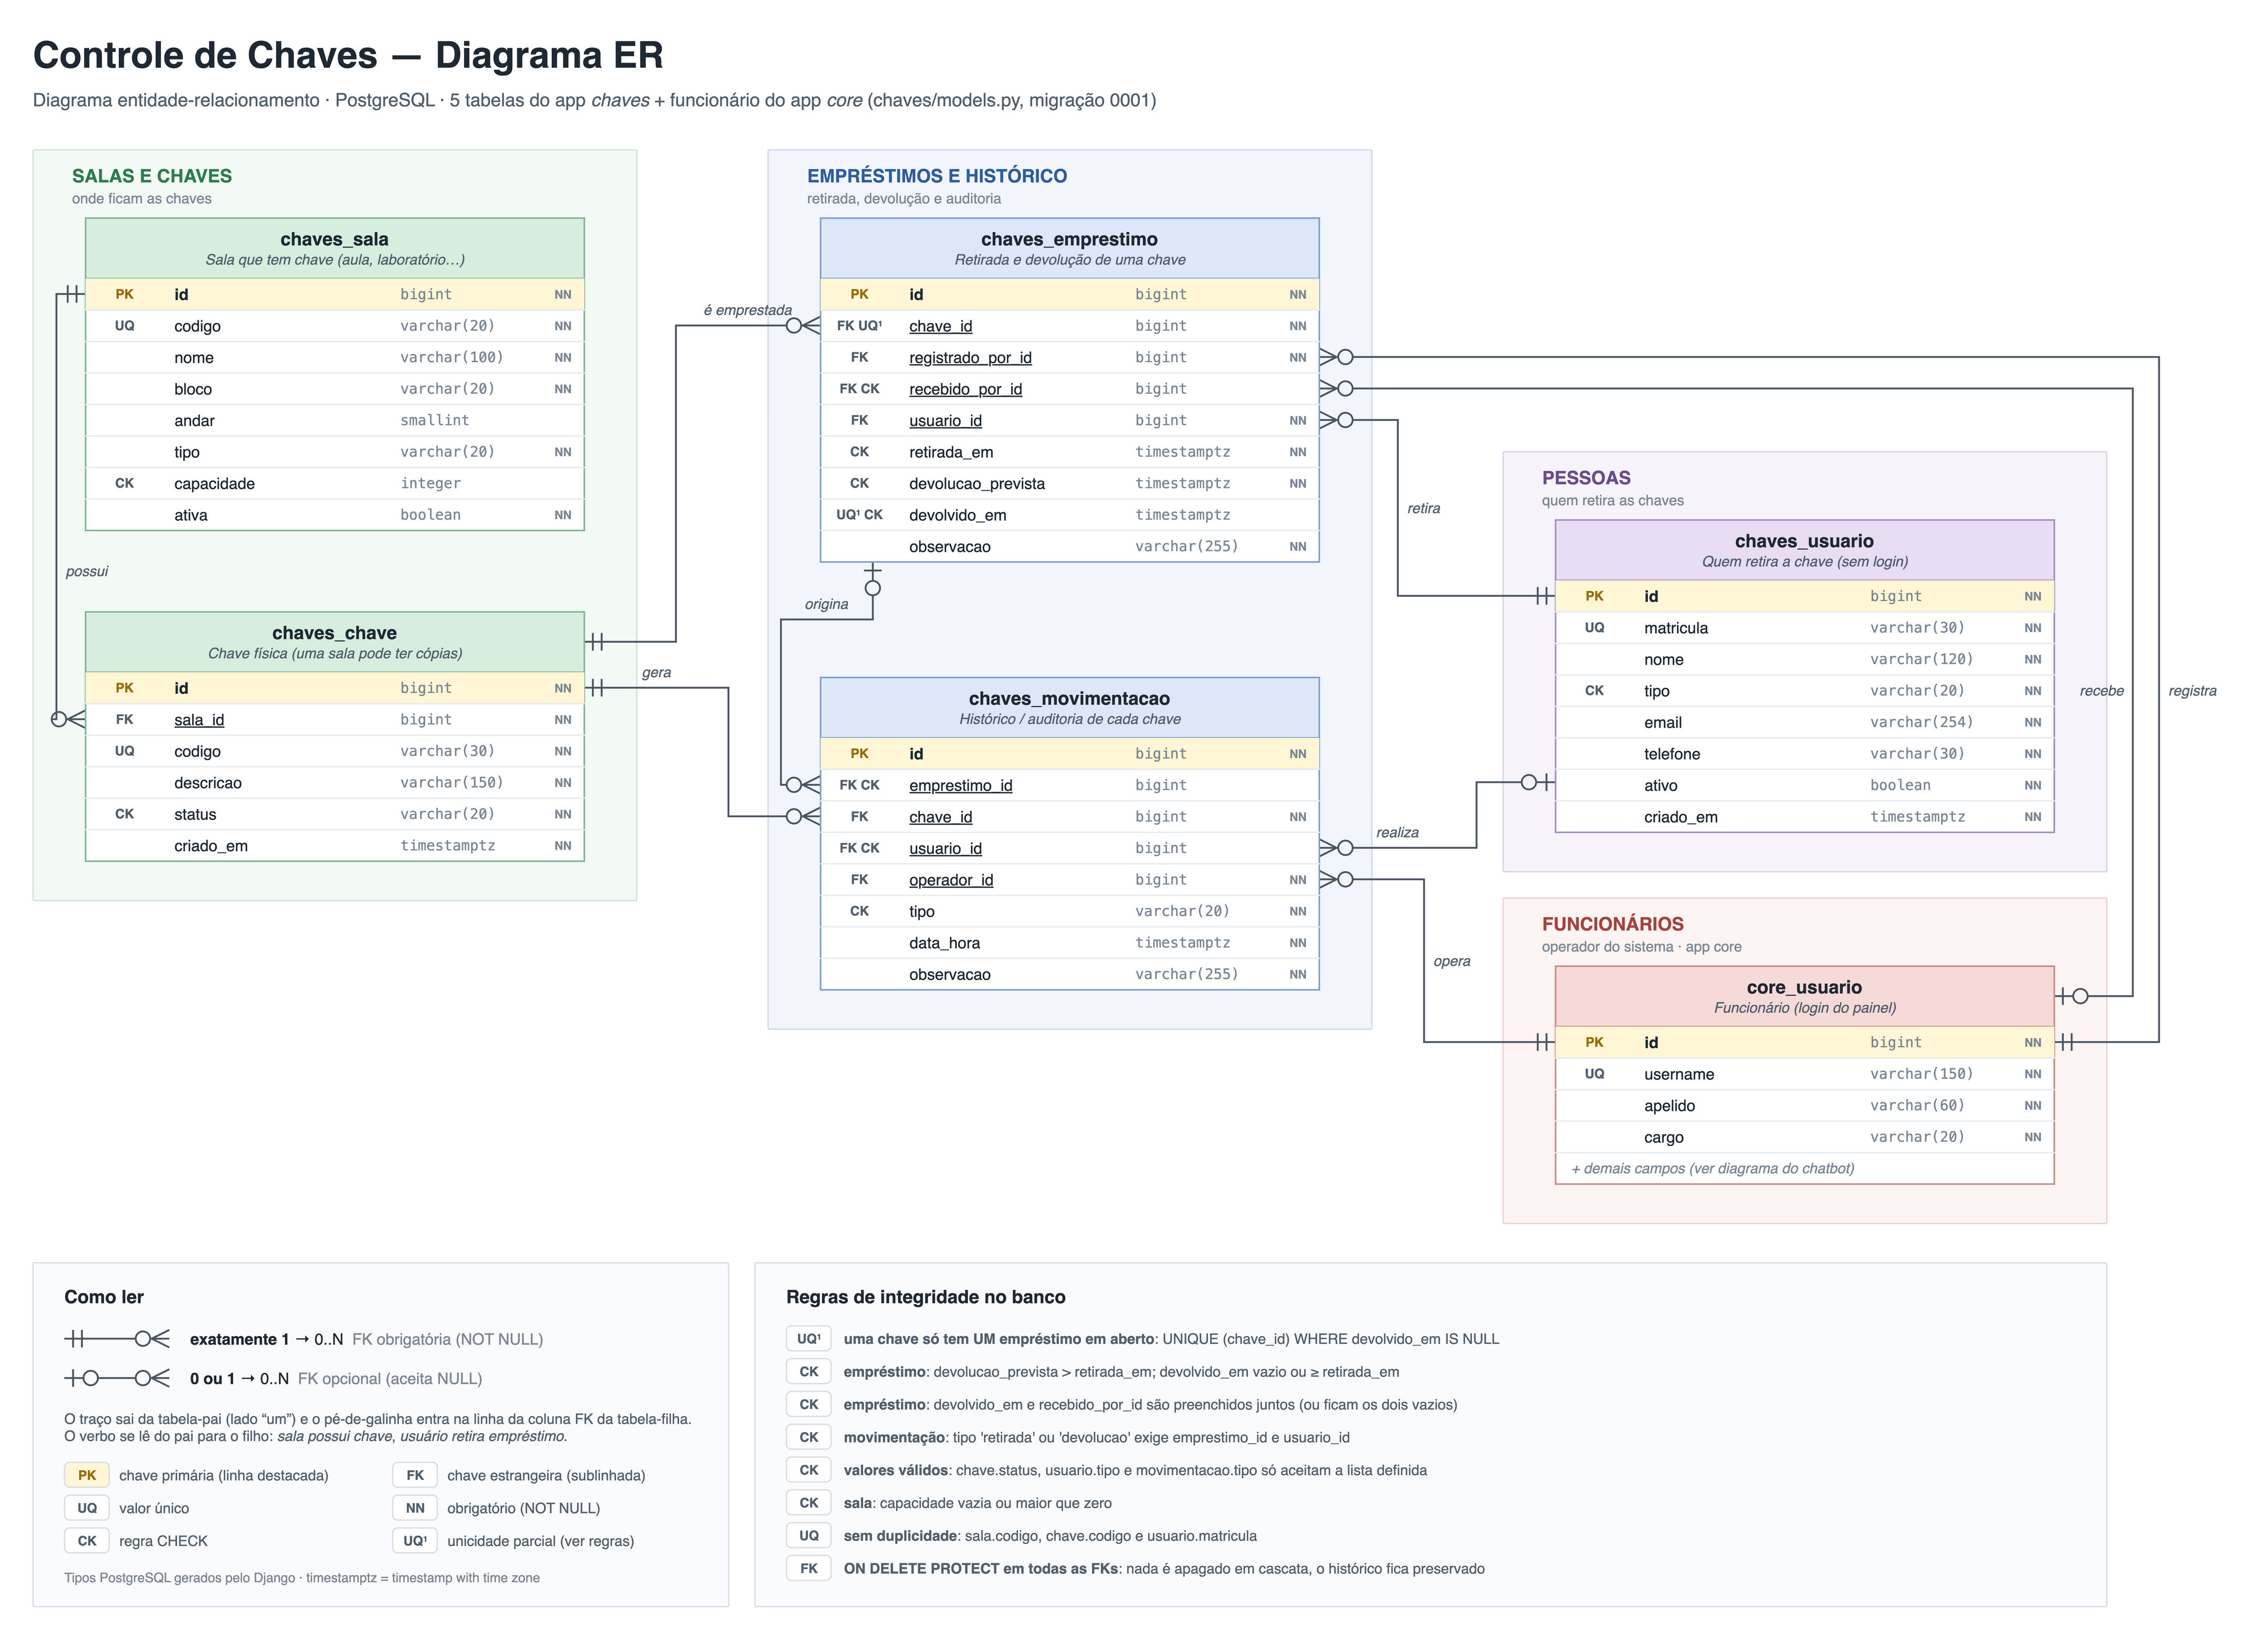 Controle de Chaves — Diagrama ER
Diagrama entidade-relacionamento · PostgreSQL · 5 tabelas do app chaves + funcionário do app core (chaves/models.py, migração 0001)
SALAS E CHAVES
onde ficam as chaves
chaves_sala
Sala que tem chave (aula, laboratório…)
PK id bigint NN
UQ codigo varchar(20) NN
nome varchar(100) NN
bloco varchar(20) NN
andar smallint
tipo varchar(20) NN
CK capacidade integer
ativa boolean NN
possui
chaves_chave
Chave física (uma sala pode ter cópias)
PK id bigint NN
FK sala_id bigint NN
UQ codigo varchar(30) NN
descricao varchar(150) NN
CK status varchar(20) NN
criado_em timestamptz NN
é emprestada
gera
EMPRÉSTIMOS E HISTÓRICO
retirada, devolução e auditoria
chaves_emprestimo
Retirada e devolução de uma chave
PK id bigint NN
FK UQ¹ chave_id bigint NN
FK registrado_por_id bigint NN
FK CK recebido_por_id bigint
FK usuario_id bigint NN
CK retirada_em timestamptz NN
CK devolucao_prevista timestamptz NN
UQ¹ CK devolvido_em timestamptz
observacao varchar(255) NN
origina
chaves_movimentacao
Histórico / auditoria de cada chave
PK id bigint NN
FK CK emprestimo_id bigint
FK chave_id bigint NN
FK CK usuario_id bigint
FK operador_id bigint NN
CK tipo varchar(20) NN
data_hora timestamptz NN
observacao varchar(255) NN
retira
realiza
opera
PESSOAS
quem retira as chaves
chaves_usuario
Quem retira a chave (sem login)
PK id bigint NN
UQ matricula varchar(30) NN
nome varchar(120) NN
CK tipo varchar(20) NN
email varchar(254) NN
telefone varchar(30) NN
ativo boolean NN
criado_em timestamptz NN
recebe
registra
FUNCIONÁRIOS
operador do sistema · app core
core_usuario
Funcionário (login do painel)
PK id bigint NN
UQ username varchar(150) NN
apelido varchar(60) NN
cargo varchar(20) NN
+ demais campos (ver diagrama do chatbot)
Como ler
exatamente 1 → 0..N FK obrigatória (NOT NULL)
0 ou 1 → 0..N FK opcional (aceita NULL)
O traço sai da tabela-pai (lado “um”) e o pé-de-galinha entra na linha da coluna FK da tabela-filha.
O verbo se lê do pai para o filho: sala possui chave, usuário retira empréstimo.
PK chave primária (linha destacada)
FK chave estrangeira (sublinhada)
UQ valor único
NN obrigatório (NOT NULL)
CK regra CHECK
UQ¹ unicidade parcial (ver regras)
Tipos PostgreSQL gerados pelo Django · timestamptz = timestamp with time zone
Regras de integridade no banco
UQ¹ uma chave só tem UM empréstimo em aberto: UNIQUE (chave_id) WHERE devolvido_em IS NULL
CK empréstimo: devolucao_prevista > retirada_em; devolvido_em vazio ou ≥ retirada_em
CK empréstimo: devolvido_em e recebido_por_id são preenchidos juntos (ou ficam os dois vazios)
CK movimentação: tipo 'retirada' ou 'devolucao' exige emprestimo_id e usuario_id
CK valores válidos: chave.status, usuario.tipo e movimentacao.tipo só aceitam a lista definida
CK sala: capacidade vazia ou maior que zero
UQ sem duplicidade: sala.codigo, chave.codigo e usuario.matricula
FK ON DELETE PROTECT em todas as FKs: nada é apagado em cascata, o histórico fica preservado